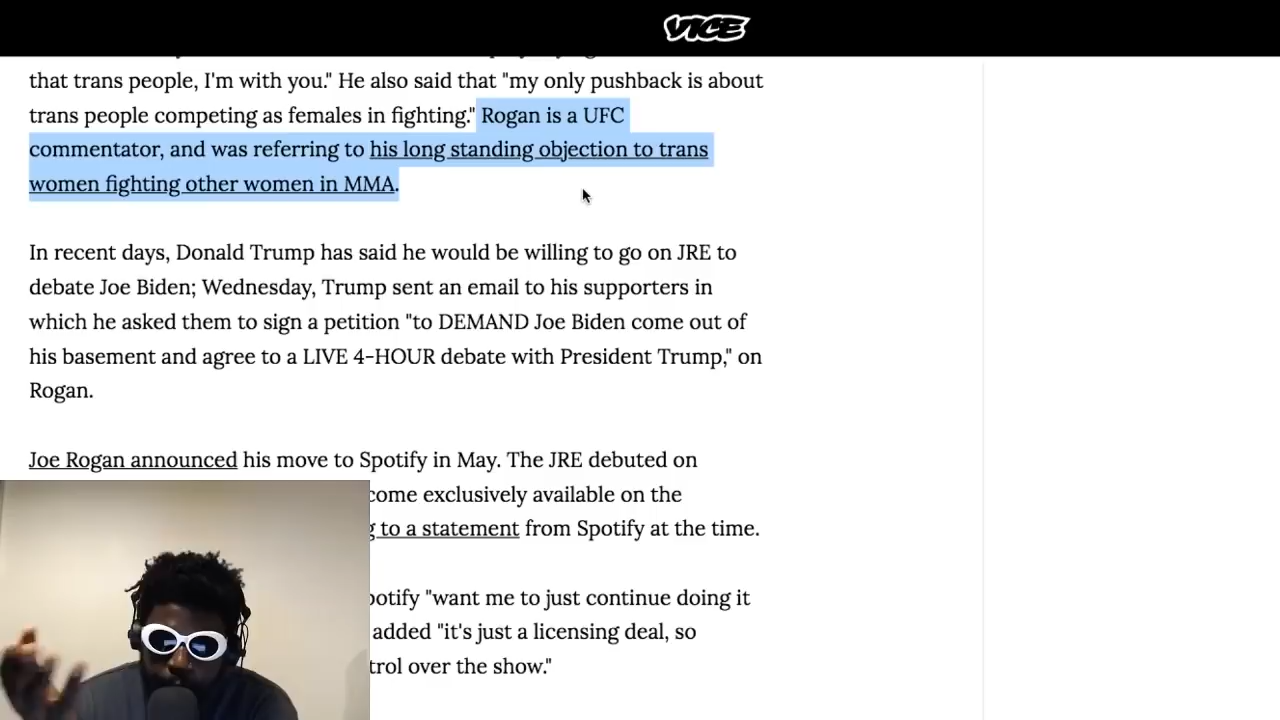 VICE
that trans people, I'm with you." He also said that "my only pushback is about
trans people competing as females in fighting." Rogan is a UFC
commentator, and was referring to his long standing objection to trans
women fighting other women in MMA.
In recent days, Donald Trump has said he would be willing to go on JRE to
debate Joe Biden; Wednesday, Trump sent an email to his supporters in
which he asked them to sign a petition "to DEMAND Joe Biden come out of
his basement and agree to a LIVE 4-HOUR debate with President Trump," on
Rogan.
Joe Rogan announced his move to Spotify in May. The JRE debuted on
come exclusively available on the
to a statement from Spotify at the time.
"want me to just continue doing it
added "it's just a licensing deal, so
over the show."